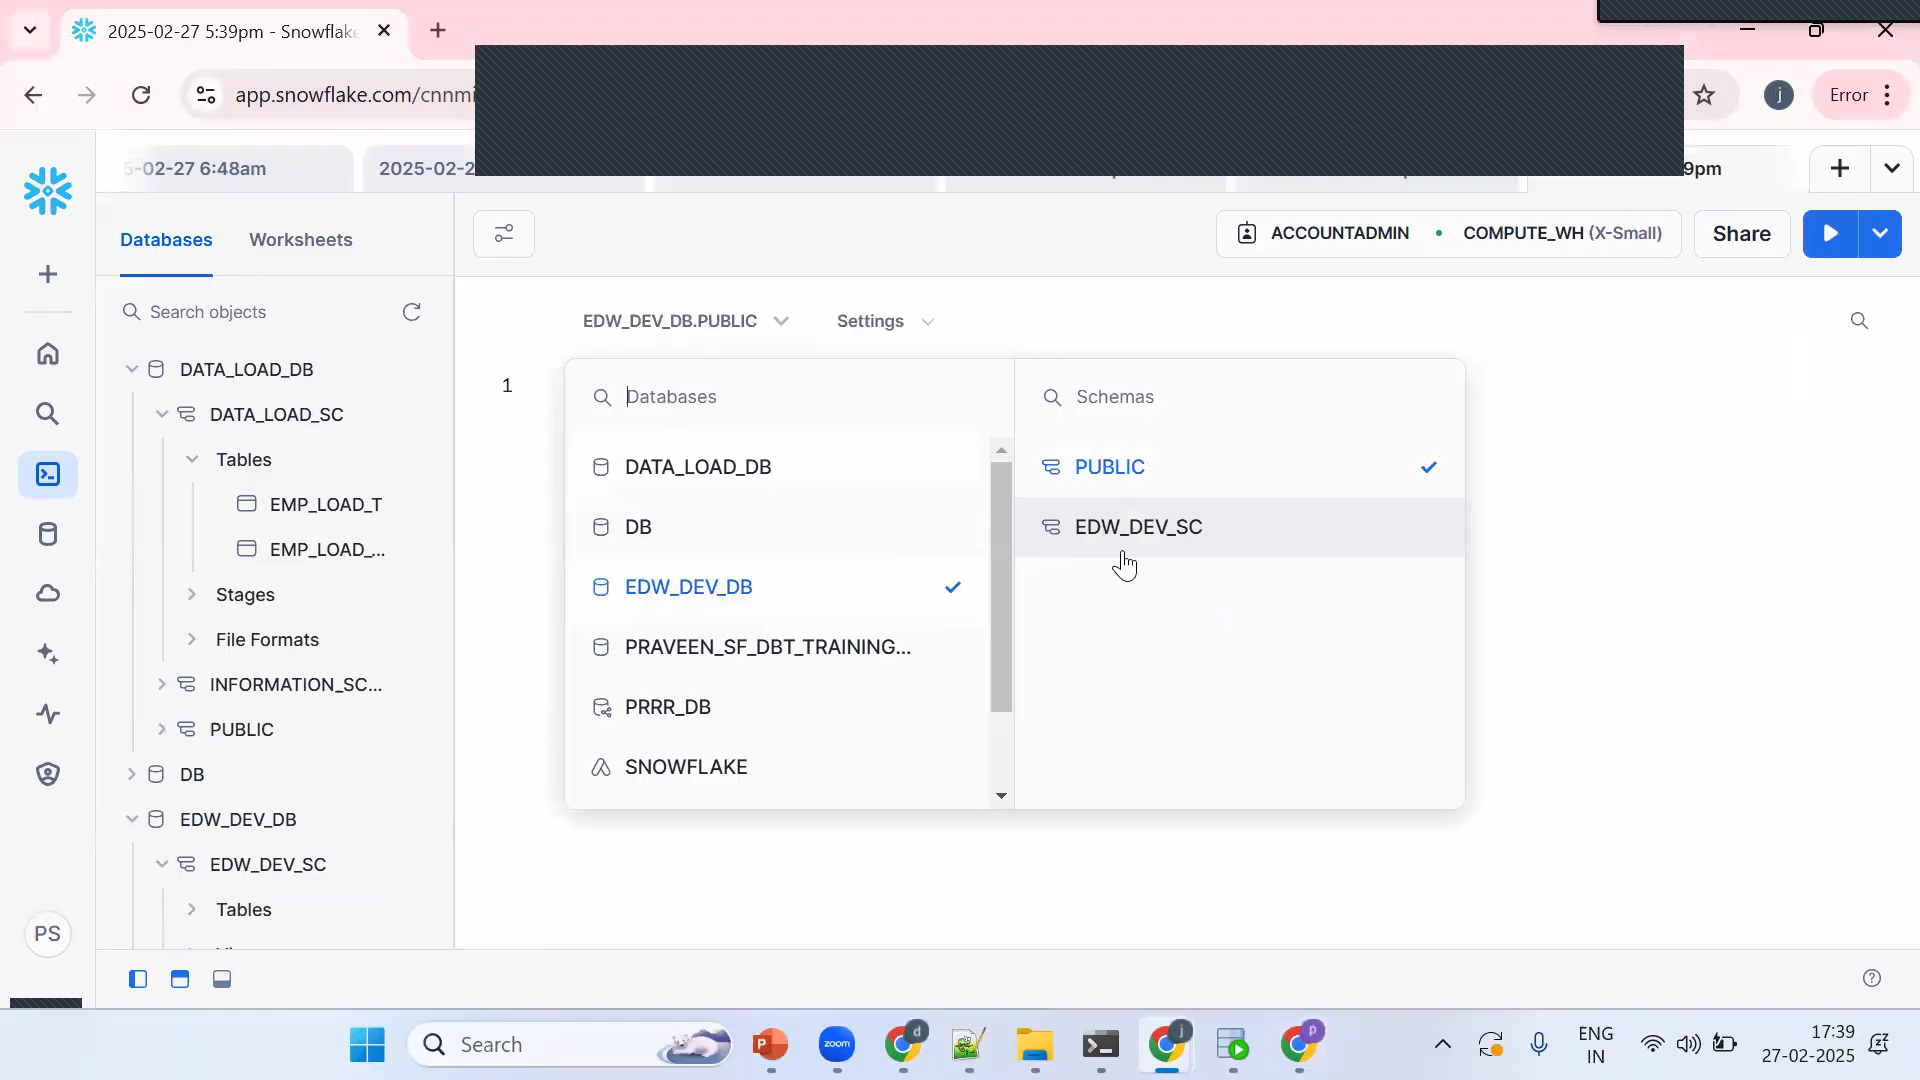 2025-02-27 5:39pm - Snowflake
app.snowflake.com/cnnmi
j
Error
5-02-27 6:48am
2025-02-2
9pm
Databases
Worksheets
ACCOUNTADMIN
COMPUTE_WH (X-Small)
Share
Search objects
EDW_DEV_DB.PUBLIC
Settings
DATA_LOAD_DB
DATA_LOAD_SC
Tables
EMP_LOAD_T
EMP_LOAD_...
Stages
File Formats
INFORMATION_SC...
PUBLIC
DB
EDW_DEV_DB
EDW_DEV_SC
Tables
1
Databases
DATA_LOAD_DB
DB
EDW_DEV_DB
PRAVEEN_SF_DBT_TRAINING...
PRRR_DB
SNOWFLAKE
Schemas
PUBLIC
EDW_DEV_SC
PS
Search
P
zoom
d
j
p
ENG
IN
17:39
27-02-2025